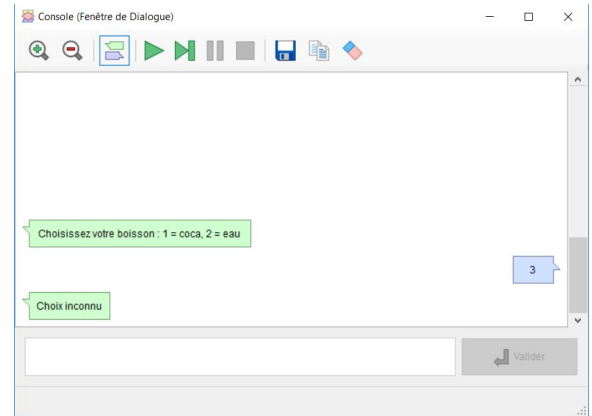 Console (Fenêtre de Dialogue)
Choisissez votre boisson : 1 = coca, 2 = eau
3
Choix inconnu
Valider